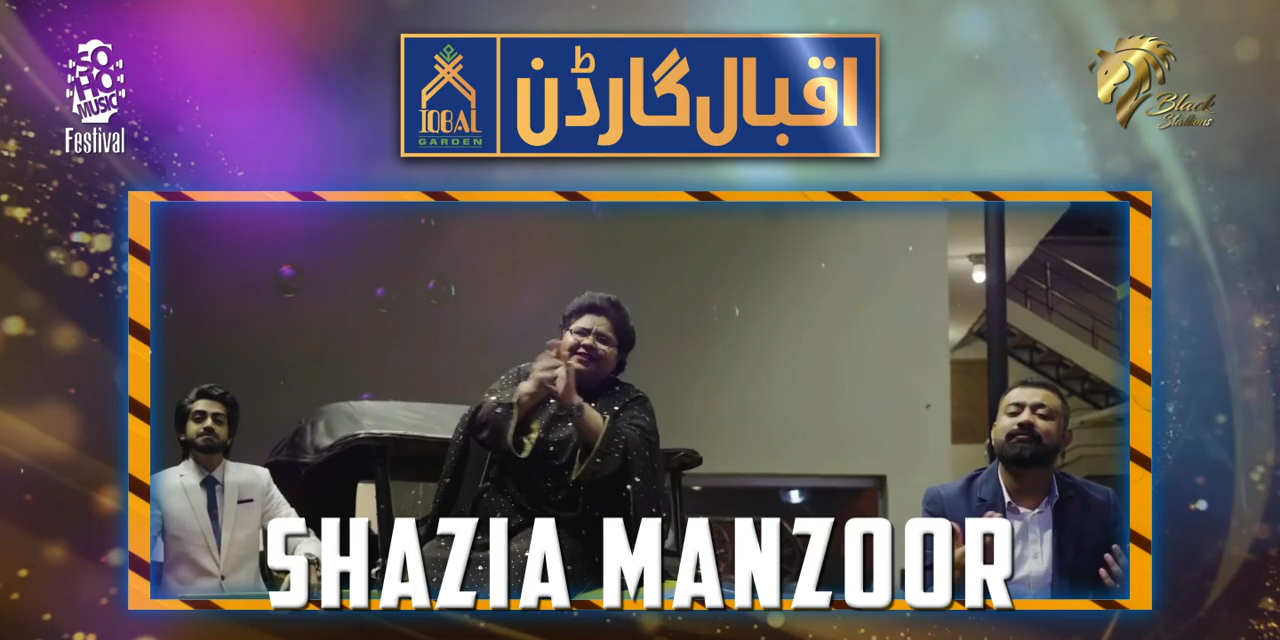 SOHO
MUSIC
Festival
IQBAL
GARDEN
اقبال گارڈن
Black
Stallions
SHAZIA MANZOOR